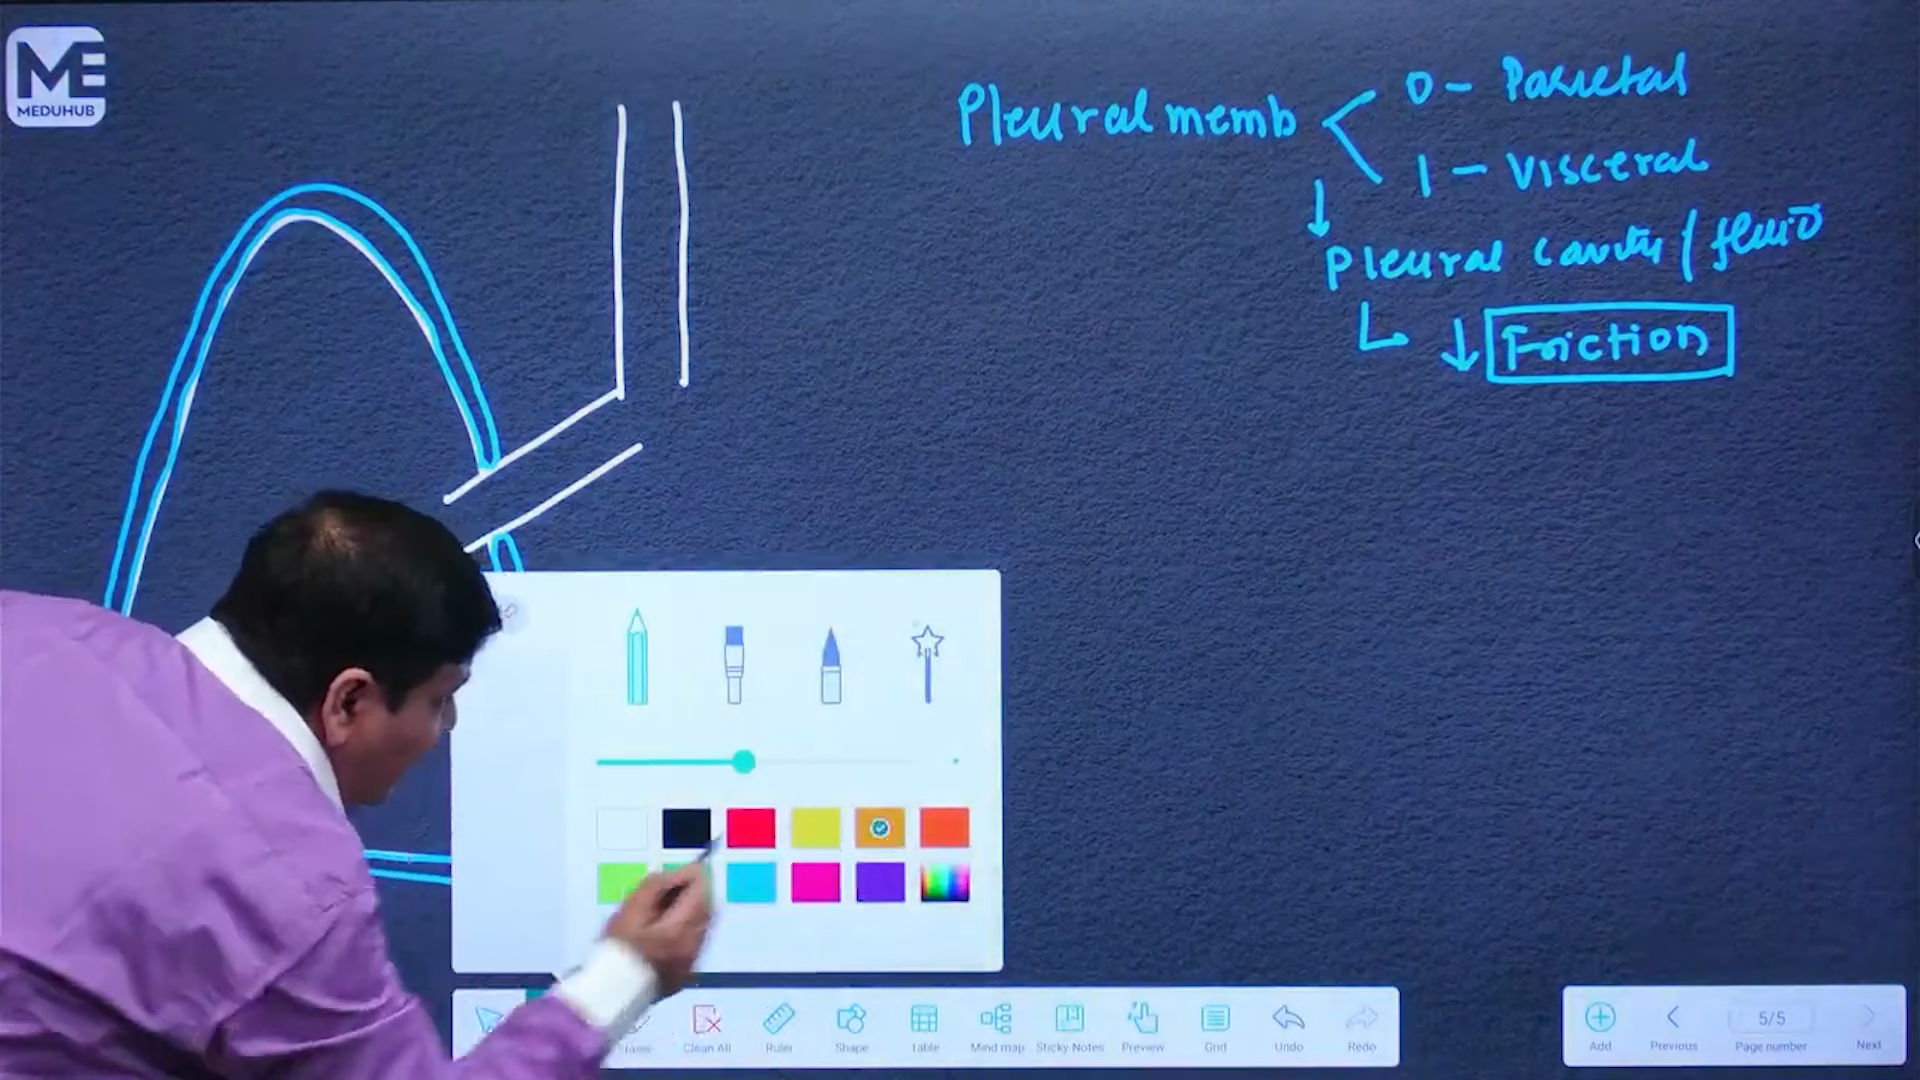 ME
MEDUHUB
Pleural memb
O - Parietal
I - Visceral
↓
Pleural cavity / fluid
↓ Friction
Clean All
Ruler
Shape
Table
Mind map
Sticky Notes
Preview
Grid
Undo
Redo
Add
Previous
5/5
Page number
Next